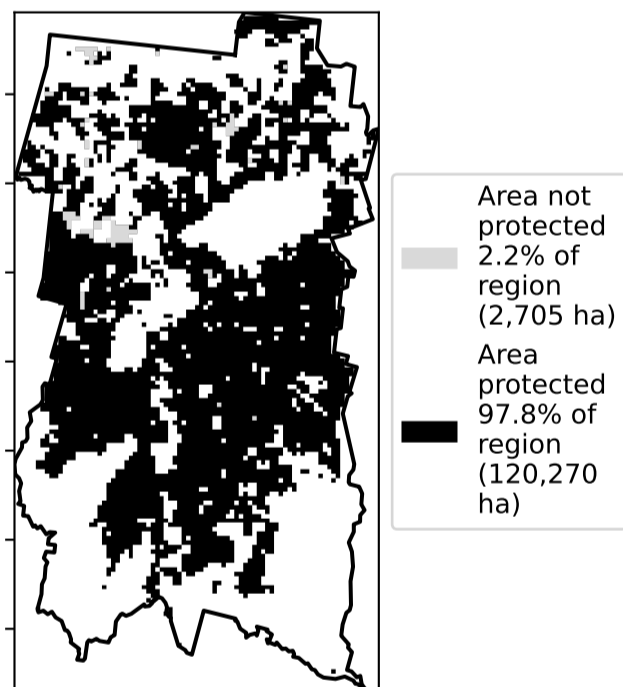 Area not
protected
2.2% of
region
(2,705 ha)
Area
protected
97.8% of
region
(120,270
ha)